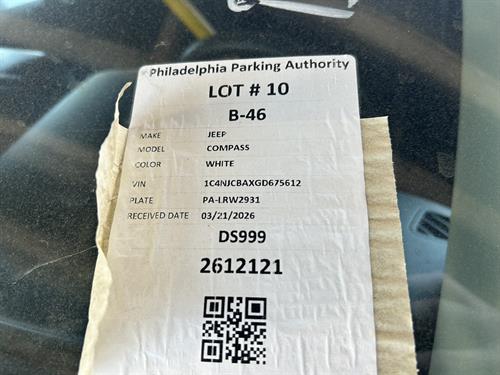 Philadelphia Parking Authority
LOT # 10
B-46
MAKE JEEP
MODEL COMPASS
COLOR WHITE
VIN 1C4NJCBAXGD675612
PLATE PA-LRW2931
RECEIVED DATE 03/21/2026
DS999
2612121